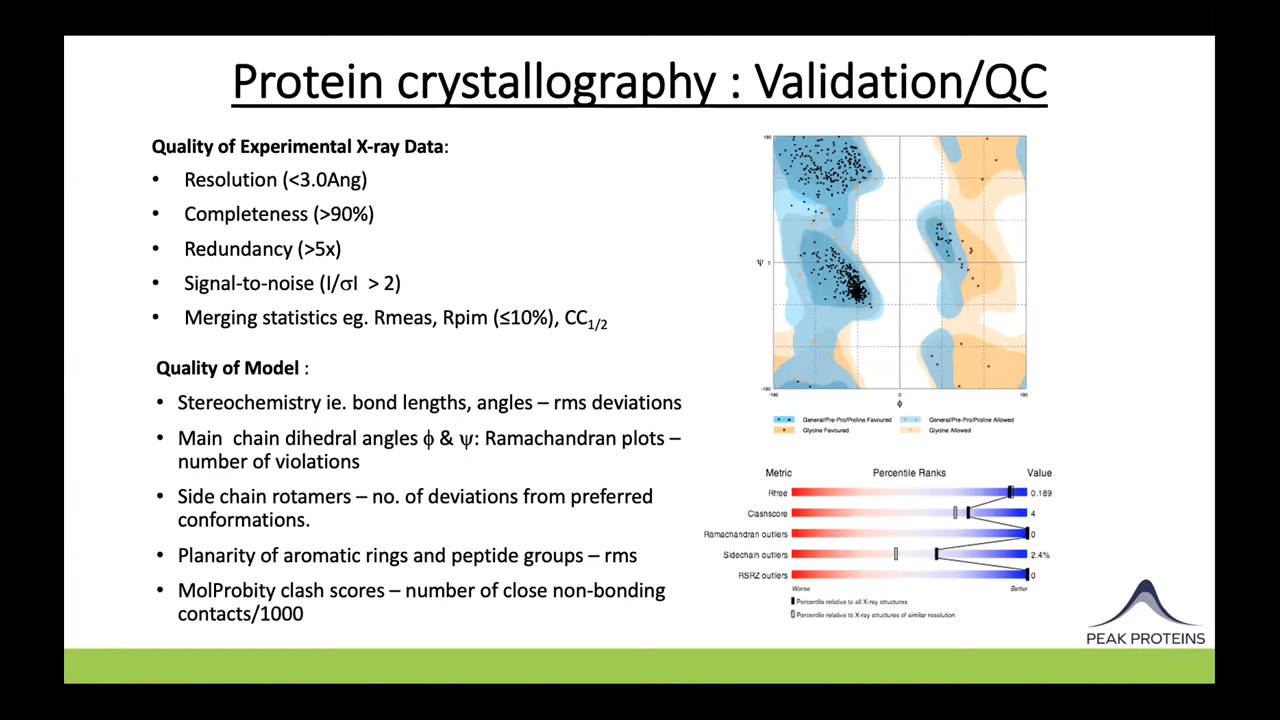 Protein crystallography : Validation/QC
Quality of Experimental X-ray Data:
• Resolution (<3.0Ang)
• Completeness (>90%)
• Redundancy (>5x)
• Signal-to-noise (I/σI > 2)
• Merging statistics eg. Rmeas, Rpim (≤10%), CC1/2
Quality of Model :
• Stereochemistry ie. bond lengths, angles – rms deviations
• Main chain dihedral angles ϕ & ψ: Ramachandran plots –
number of violations
• Side chain rotamers – no. of deviations from preferred
conformations.
• Planarity of aromatic rings and peptide groups – rms
• MolProbity clash scores – number of close non-bonding
contacts/1000
180
Ψ 0
-180
-180 0 180
ϕ
General/Pre-Pro/Proline Favoured General/Pre-Pro/Proline Allowed
Glycine Favoured Glycine Allowed
Metric Percentile Ranks Value
Rfree 0.189
Clashscore 4
Ramachandran outliers 0
Sidechain outliers 2.4%
RSRZ outliers 0
Worse Better
Percentile relative to all X-ray structures
Percentile relative to X-ray structures of similar resolution
PEAK PROTEINS